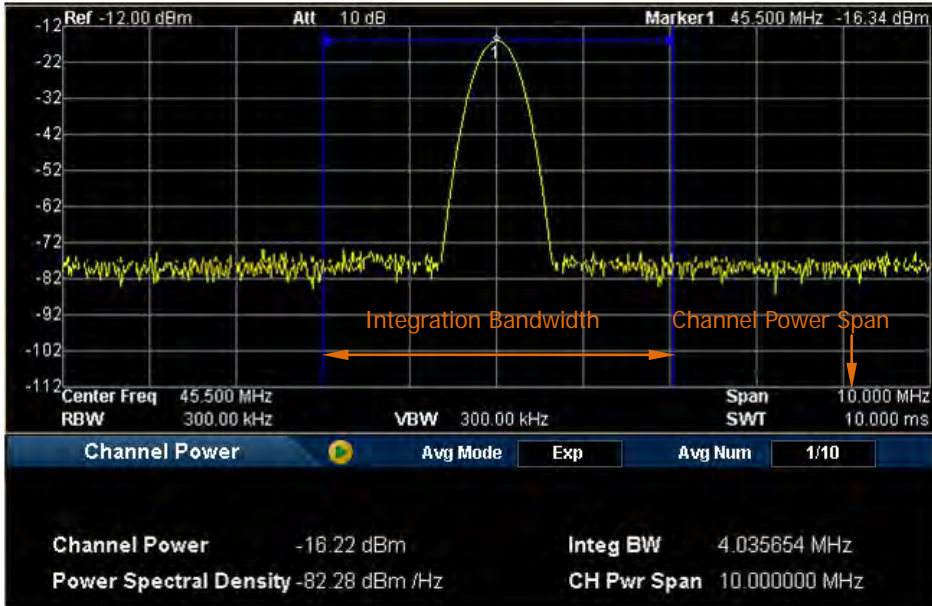 Ref -12.00 dBm Att 10 dB Marker1 45.500 MHz -16.34 dBm
-12
1
-22
-32
-42
-52
-62
-72
-82
-92
Integration Bandwidth Channel Power Span
-102
-112
Center Freq 45.500 MHz Span 10.000 MHz
RBW 300.00 kHz VBW 300.00 kHz SWT 10.000 ms
Channel Power Avg Mode Exp Avg Num 1/10
Channel Power -16.22 dBm Integ BW 4.035654 MHz
Power Spectral Density -82.28 dBm /Hz CH Pwr Span 10.000000 MHz